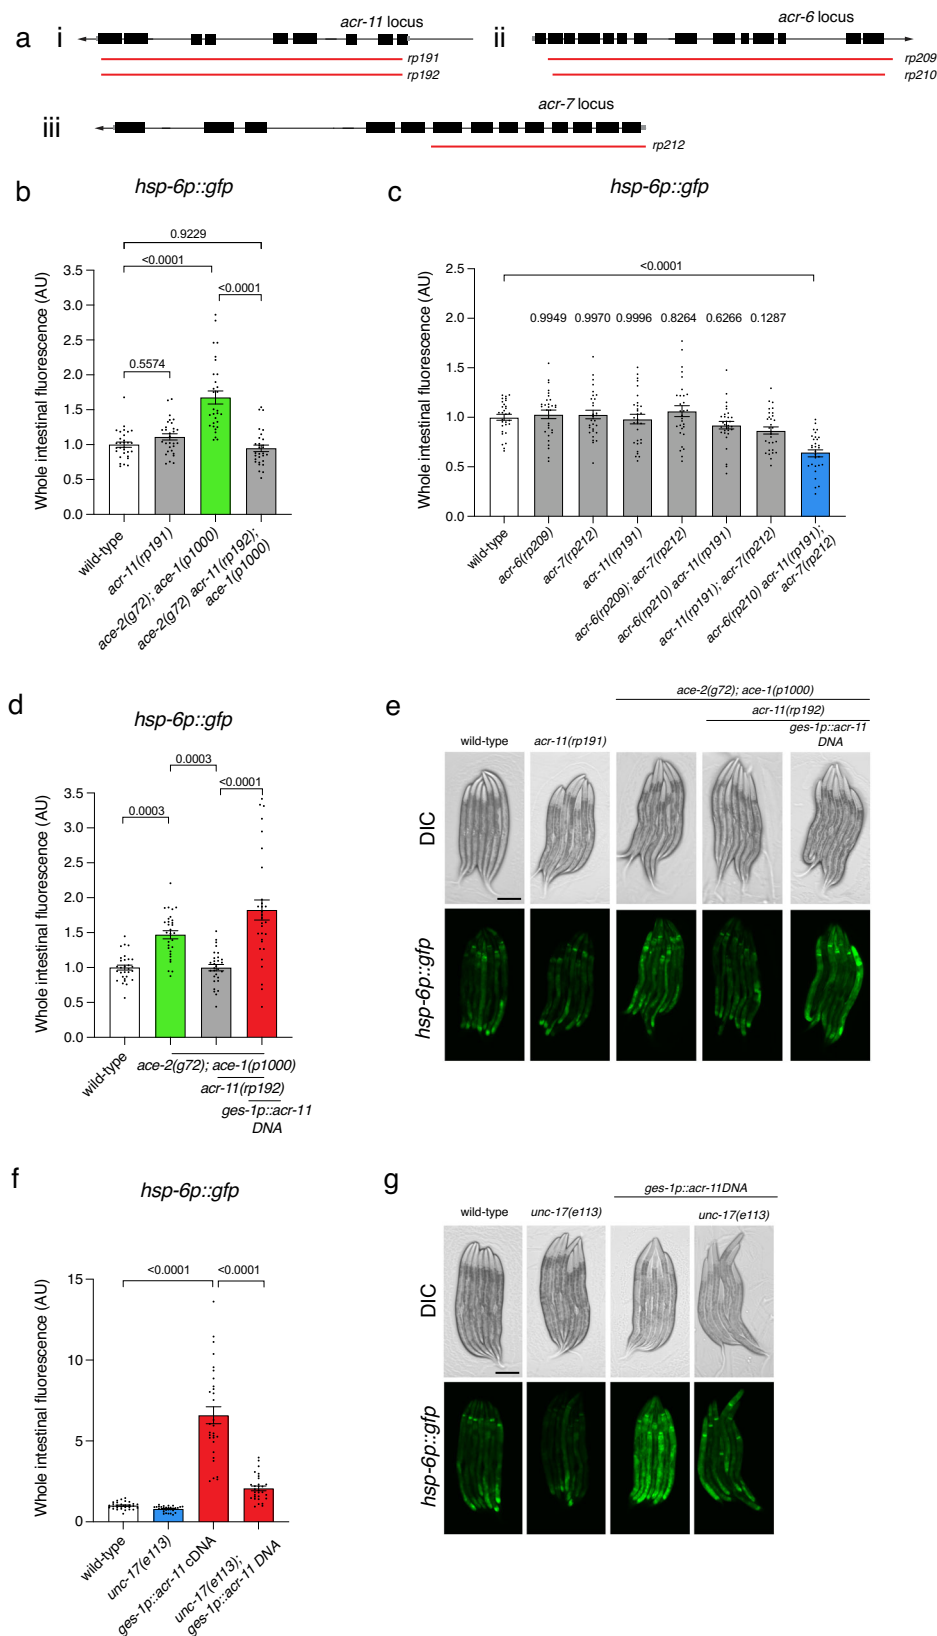 a
i
acr-11 locus
rp191
rp192
ii
acr-6 locus
rp209
rp210
iii
acr-7 locus
rp212
b
hsp-6p::gfp
Whole intestinal fluorescence (AU)
3.5
3.0
2.5
2.0
1.5
1.0
0.5
0.0
0.9229
<0.0001
<0.0001
0.5574
wild-type
acr-11(rp191)
ace-2(g72); ace-1(p1000)
ace-2(g72) acr-11(rp192);
ace-1(p1000)
c
hsp-6p::gfp
Whole intestinal fluorescence (AU)
2.5
2.0
1.5
1.0
0.5
0.0
<0.0001
0.9949 0.9970 0.9996 0.8264 0.6266 0.1287
wild-type
acr-6(rp209)
acr-7(rp212)
acr-11(rp191)
acr-6(rp209); acr-7(rp212)
acr-6(rp210) acr-11(rp191)
acr-11(rp191); acr-7(rp212)
acr-6(rp210) acr-11(rp191);
acr-7(rp212)
d
hsp-6p::gfp
Whole intestinal fluorescence (AU)
3.5
3.0
2.5
2.0
1.5
1.0
0.5
0.0
0.0003
<0.0001
0.0003
wild-type
ace-2(g72); ace-1(p1000)
acr-11(rp192)
ges-1p::acr-11
DNA
e
ace-2(g72); ace-1(p1000)
acr-11(rp192)
ges-1p::acr-11
DNA
wild-type
acr-11(rp191)
DIC
hsp-6p::gfp
f
hsp-6p::gfp
Whole intestinal fluorescence (AU)
15
10
5
0
<0.0001
<0.0001
wild-type
unc-17(e113)
ges-1p::acr-11 cDNA
unc-17(e113);
ges-1p::acr-11 DNA
g
ges-1p::acr-11DNA
wild-type
unc-17(e113)
unc-17(e113)
DIC
hsp-6p::gfp